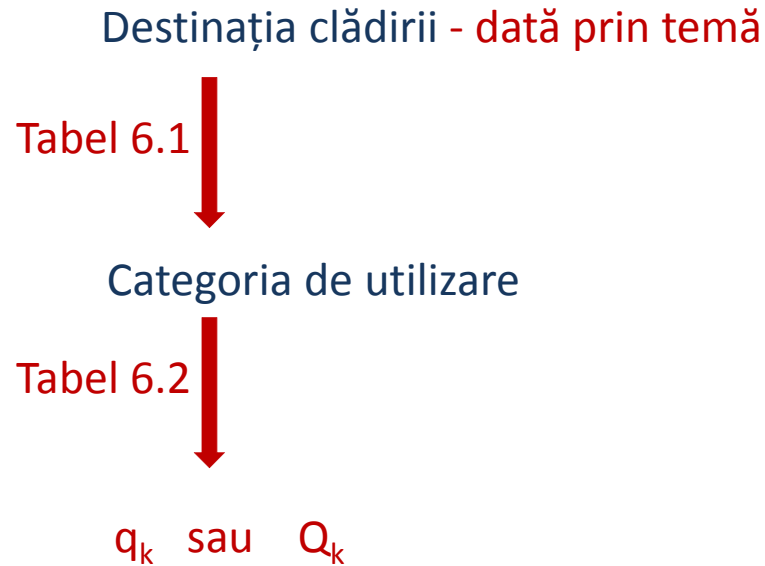 Destinația clădirii - dată prin temă
Tabel 6.1
Categoria de utilizare
Tabel 6.2
qk sau Qk